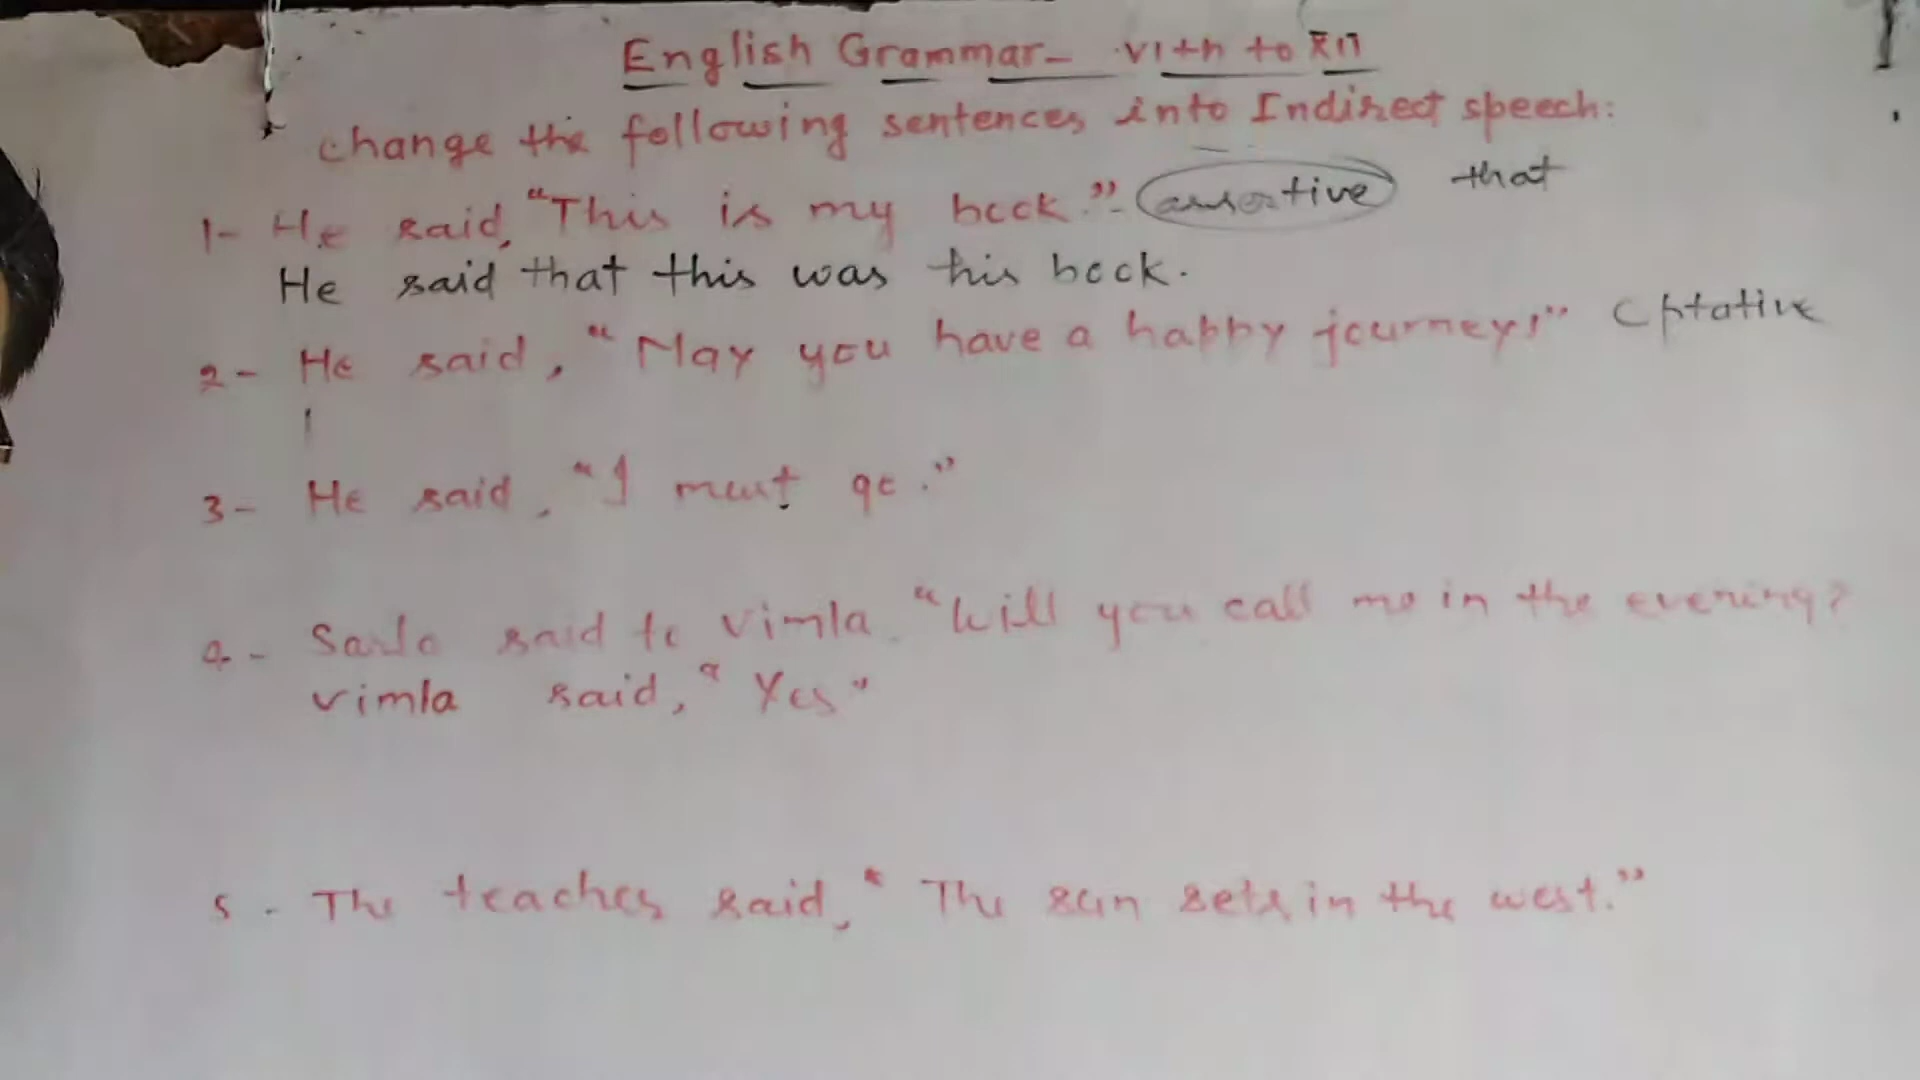 English Grammar- VIth to XII
change the following sentences into Indirect speech:
1- He said, "This is my book." assertive that
He said that this was his book.
2- He said, "May you have a happy journey!" Optative
3- He said, "I must go."
4- Sarla said to vimla "Will you call me in the evening?
vimla said, "Yes"
5- The teacher said, "The sun sets in the west."